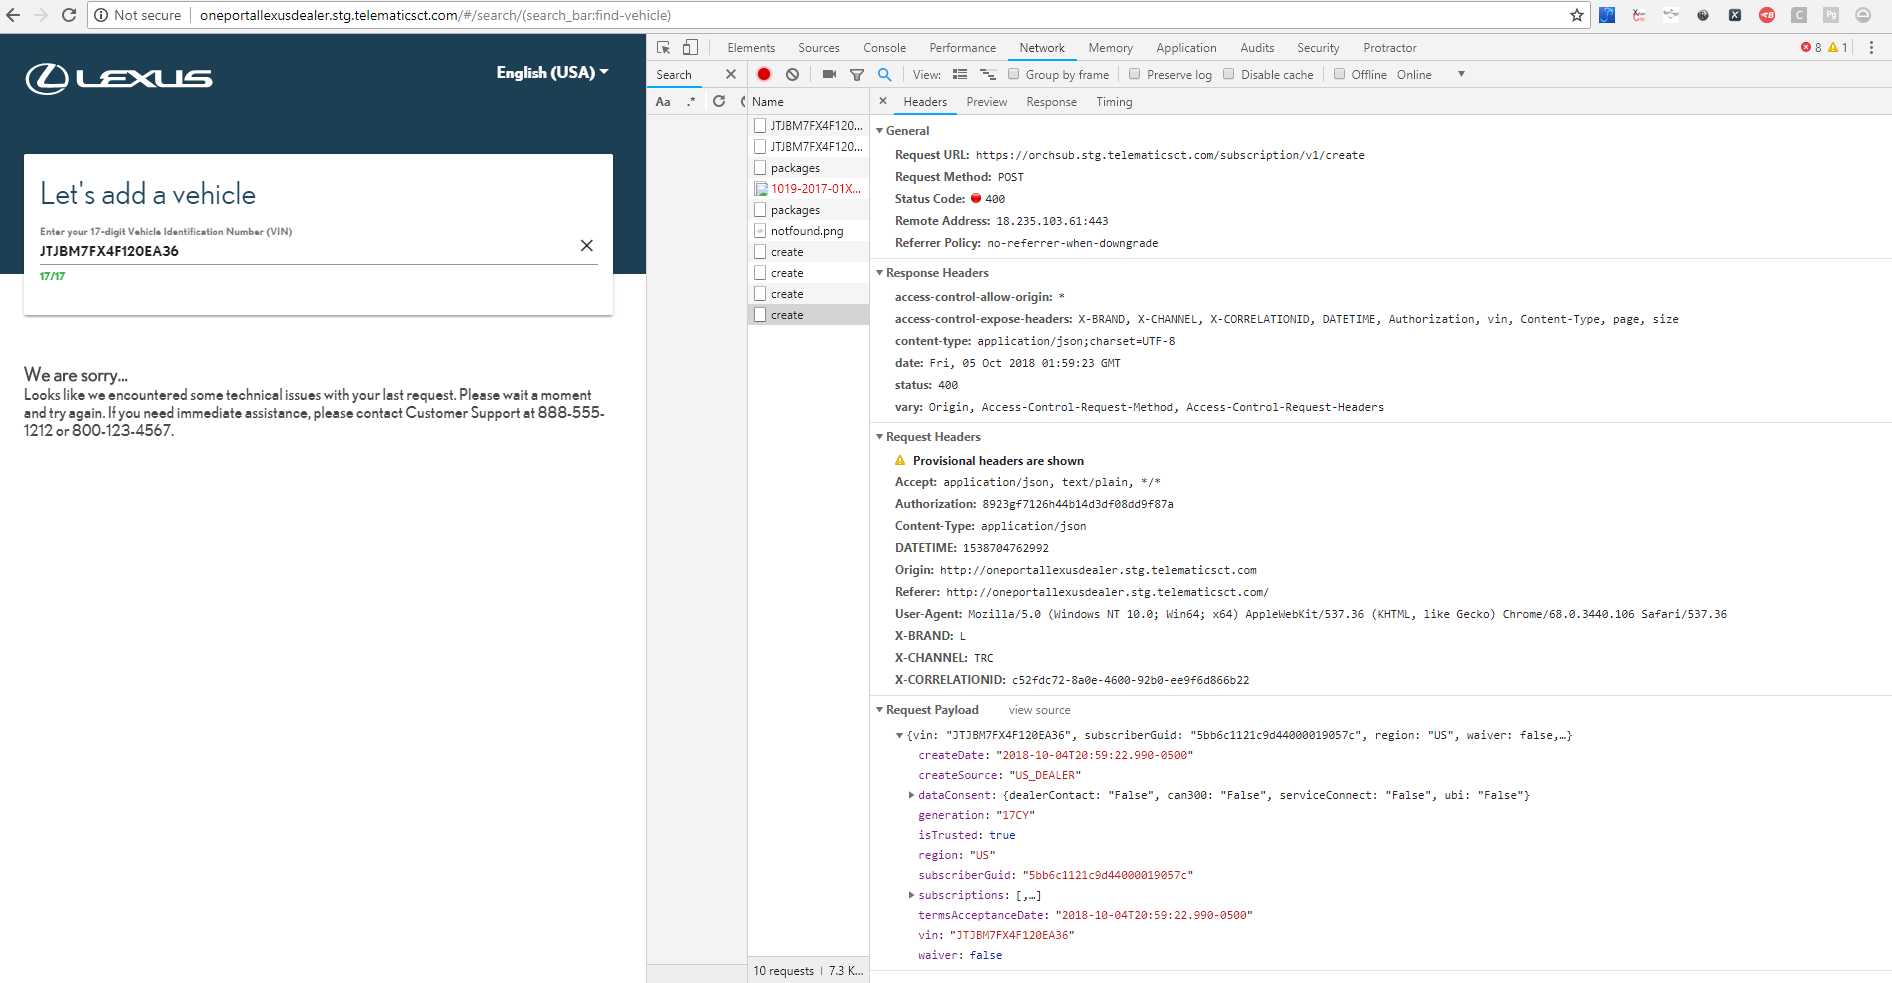 Not secure | oneportallexusdealer.stg.telematicsct.com/#/search/(search_bar:find-vehicle)
LEXUS
English (USA)
Let's add a vehicle
Enter your 17-digit Vehicle Identification Number (VIN)
JTJBM7FX4F120EA36
17/17
We are sorry...
Looks like we encountered some technical issues with your last request. Please wait a moment
and try again. If you need immediate assistance, please contact Customer Support at 888-555-
1212 or 800-123-4567.
Elements Sources Console Performance Network Memory Application Audits Security Protractor 8 1
Search
View: Group by frame Preserve log Disable cache Offline Online
Aa .*
Name
JTJBM7FX4F120...
JTJBM7FX4F120...
packages
1019-2017-01X...
packages
notfound.png
create
create
create
create
10 requests | 7.3 K...
Headers Preview Response Timing
General
Request URL: https://orchsub.stg.telematicsct.com/subscription/v1/create
Request Method: POST
Status Code: 400
Remote Address: 18.235.103.61:443
Referrer Policy: no-referrer-when-downgrade
Response Headers
access-control-allow-origin: *
access-control-expose-headers: X-BRAND, X-CHANNEL, X-CORRELATIONID, DATETIME, Authorization, vin, Content-Type, page, size
content-type: application/json;charset=UTF-8
date: Fri, 05 Oct 2018 01:59:23 GMT
status: 400
vary: Origin, Access-Control-Request-Method, Access-Control-Request-Headers
Request Headers
Provisional headers are shown
Accept: application/json, text/plain, */*
Authorization: 8923gf7126h44b14d3df08dd9f87a
Content-Type: application/json
DATETIME: 1538704762992
Origin: http://oneportallexusdealer.stg.telematicsct.com
Referer: http://oneportallexusdealer.stg.telematicsct.com/
User-Agent: Mozilla/5.0 (Windows NT 10.0; Win64; x64) AppleWebKit/537.36 (KHTML, like Gecko) Chrome/68.0.3440.106 Safari/537.36
X-BRAND: L
X-CHANNEL: TRC
X-CORRELATIONID: c52fdc72-8a0e-4600-92b0-ee9f6d866b22
Request Payload view source
{vin: "JTJBM7FX4F120EA36", subscriberGuid: "5bb6c1121c9d44000019057c", region: "US", waiver: false,…}
createDate: "2018-10-04T20:59:22.990-0500"
createSource: "US_DEALER"
dataConsent: {dealerContact: "False", can300: "False", serviceConnect: "False", ubi: "False"}
generation: "17CY"
isTrusted: true
region: "US"
subscriberGuid: "5bb6c1121c9d44000019057c"
subscriptions: [,…]
termsAcceptanceDate: "2018-10-04T20:59:22.990-0500"
vin: "JTJBM7FX4F120EA36"
waiver: false